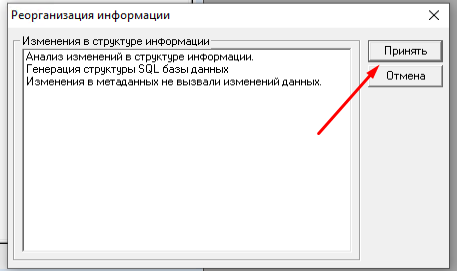 Реорганизация информации
Изменения в структуре информации
Анализ изменений в структуре информации.
Генерация структуры SQL базы данных
Изменения в метаданных не вызвали изменений данных.
Принять
Отмена